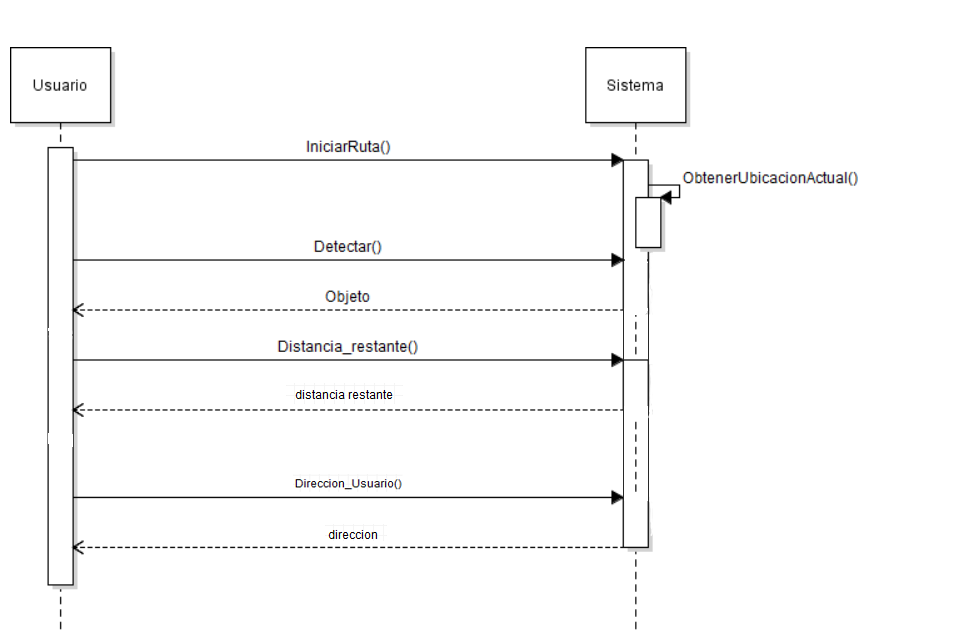 Usuario
Sistema
IniciarRuta()
ObtenerUbicacionActual()
Detectar()
Objeto
Distancia_restante()
distancia restante
Direccion_Usuario()
direccion